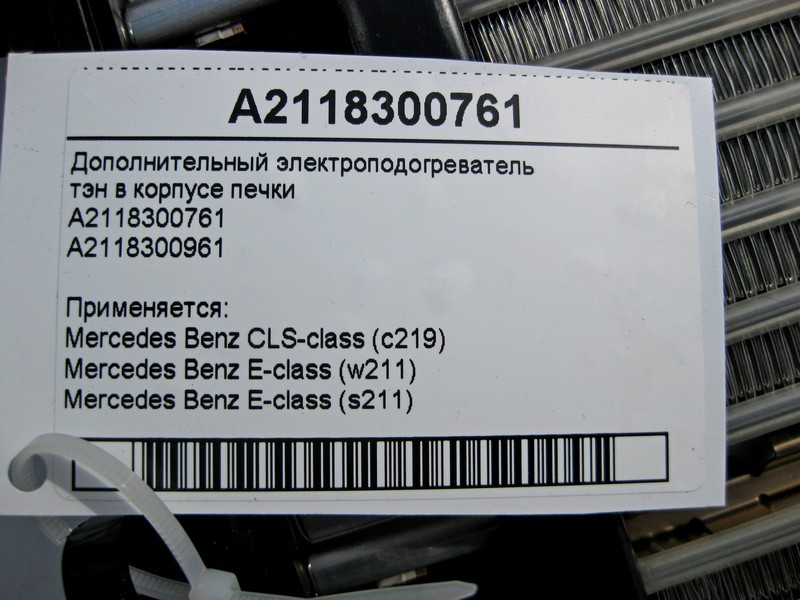 A2118300761
Дополнительный электроподогреватель
тэн в корпусе печки
A2118300761
A2118300961
Применяется:
Mercedes Benz CLS-class (c219)
Mercedes Benz E-class (w211)
Mercedes Benz E-class (s211)